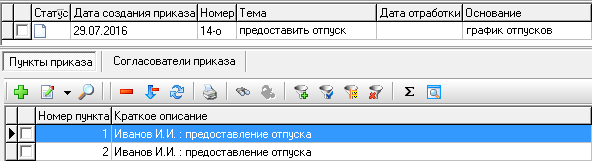 Статус Дата создания приказа Номер Тема Дата отработки Основание
29.07.2016 14-о предоставить отпуск график отпусков
Пункты приказа Согласователи приказа
Σ
Номер пункта Краткое описание
1 Иванов И.И. : предоставление отпуска
2 Иванов И.И. : предоставление отпуска